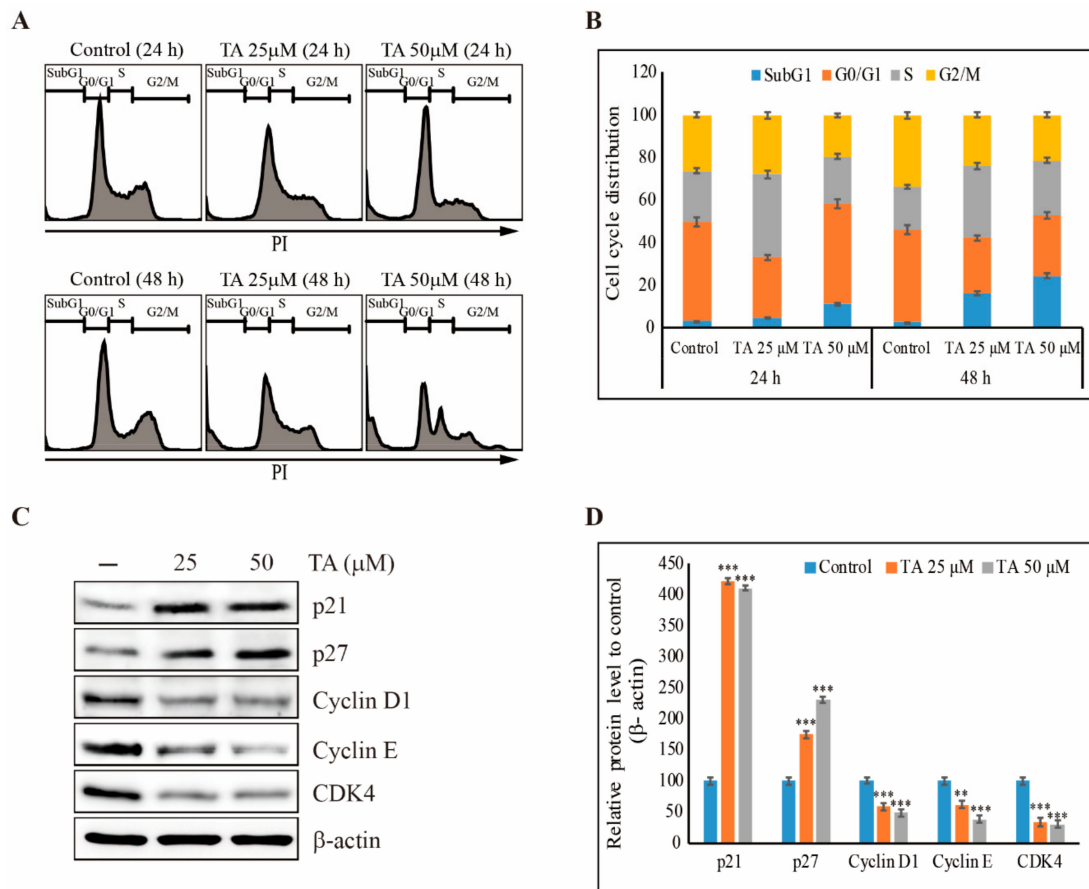 A
Control (24 h) TA 25μM (24 h) TA 50μM (24 h)
SubG1 G0/G1 S G2/M SubG1 G0/G1 S G2/M SubG1 G0/G1 S G2/M
PI
Control (48 h) TA 25μM (48 h) TA 50μM (48 h)
SubG1 G0/G1 S G2/M SubG1 G0/G1 S G2/M SubG1 G0/G1 S G2/M
PI
B
SubG1 G0/G1 S G2/M
Cell cycle distribution
120
100
80
60
40
20
0
Control TA 25 μM TA 50 μM Control TA 25 μM TA 50 μM
24 h 48 h
C
– 25 50 TA (μM)
p21
p27
Cyclin D1
Cyclin E
CDK4
β-actin
D
Control TA 25 μM TA 50 μM
Relative protein level to control
(β- actin)
450
400
350
300
250
200
150
100
50
0
*** ***
*** ***
*** ***
** ***
*** ***
p21 p27 Cyclin D1 Cyclin E CDK4